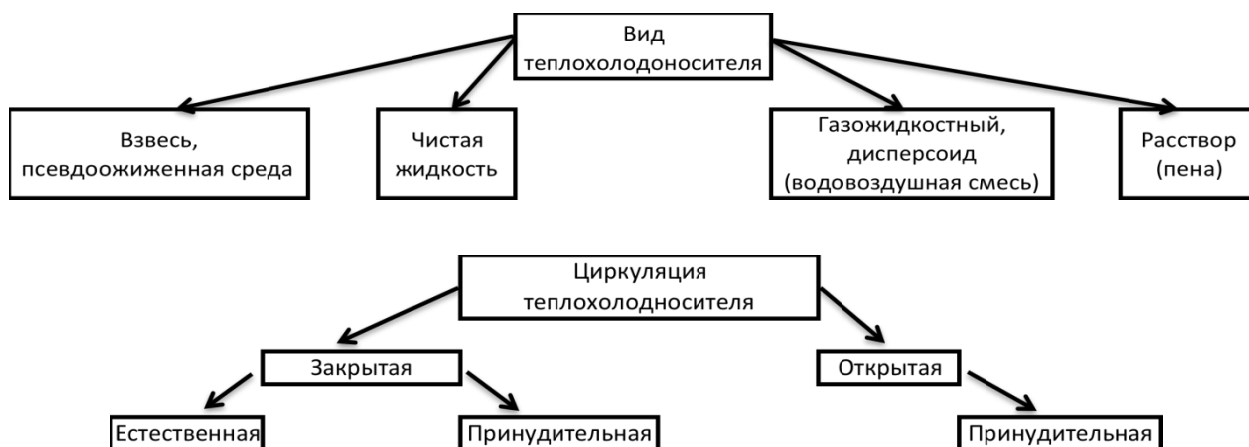 Вид
теплохолодоносителя
Взвесь,
псевдоожиженная среда
Чистая
жидкость
Газожидкостный,
дисперсоид
(водовоздушная смесь)
Расствор
(пена)
Циркуляция
теплохолодносителя
Закрытая
Открытая
Естественная
Принудительная
Принудительная